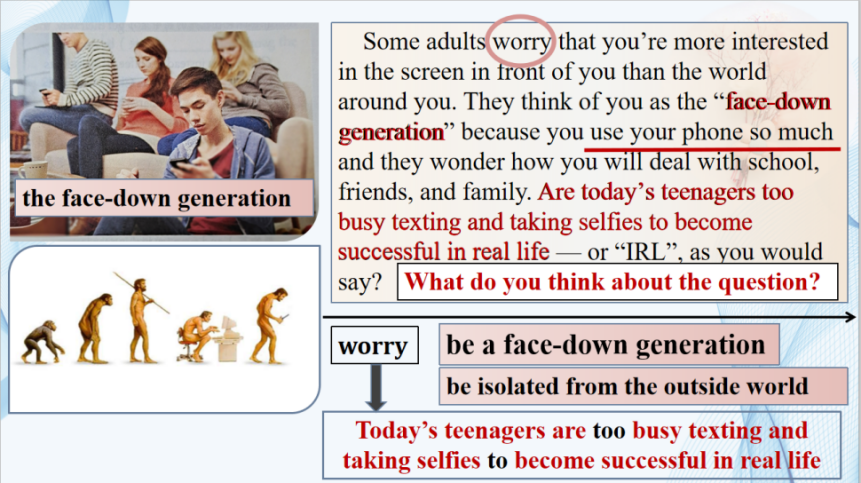 the face-down generation
Some adults worry that you’re more interested
in the screen in front of you than the world
around you. They think of you as the “face-down
generation” because you use your phone so much
and they wonder how you will deal with school,
friends, and family. Are today’s teenagers too
busy texting and taking selfies to become
successful in real life — or “IRL”, as you would
say? What do you think about the question?
worry
be a face-down generation
be isolated from the outside world
Today’s teenagers are too busy texting and
taking selfies to become successful in real life